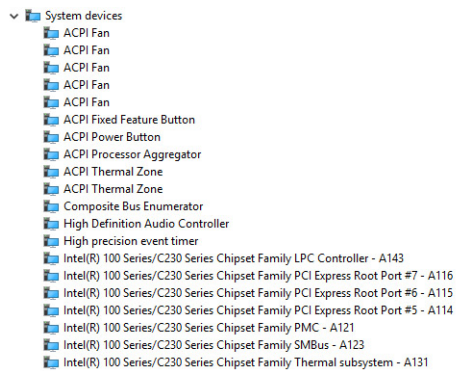 System devices
ACPI Fan
ACPI Fan
ACPI Fan
ACPI Fan
ACPI Fan
ACPI Fixed Feature Button
ACPI Power Button
ACPI Processor Aggregator
ACPI Thermal Zone
ACPI Thermal Zone
Composite Bus Enumerator
High Definition Audio Controller
High precision event timer
Intel(R) 100 Series/C230 Series Chipset Family LPC Controller - A143
Intel(R) 100 Series/C230 Series Chipset Family PCI Express Root Port #7 - A116
Intel(R) 100 Series/C230 Series Chipset Family PCI Express Root Port #6 - A115
Intel(R) 100 Series/C230 Series Chipset Family PCI Express Root Port #5 - A114
Intel(R) 100 Series/C230 Series Chipset Family PMC - A121
Intel(R) 100 Series/C230 Series Chipset Family SMBus - A123
Intel(R) 100 Series/C230 Series Chipset Family Thermal subsystem - A131